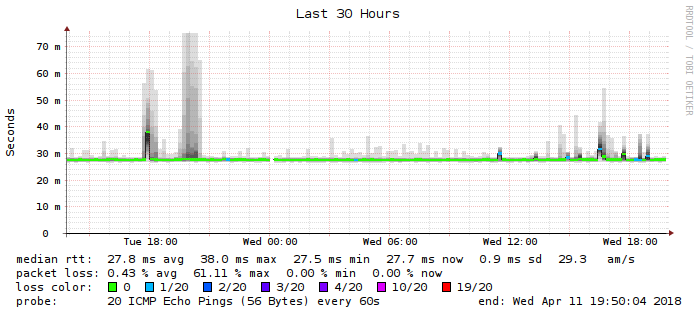 Last 30 Hours
RRDTOOL / TOBI OETIKER
Seconds
70 m
60 m
50 m
40 m
30 m
20 m
10 m
0
Tue 18:00 Wed 00:00 Wed 06:00 Wed 12:00 Wed 18:00
median rtt: 27.8 ms avg 38.0 ms max 27.5 ms min 27.7 ms now 0.9 ms sd 29.3 am/s
packet loss: 0.43 % avg 61.11 % max 0.00 % min 0.00 % now
loss color: 0 1/20 2/20 3/20 4/20 10/20 19/20
probe: 20 ICMP Echo Pings (56 Bytes) every 60s end: Wed Apr 11 19:50:04 2018